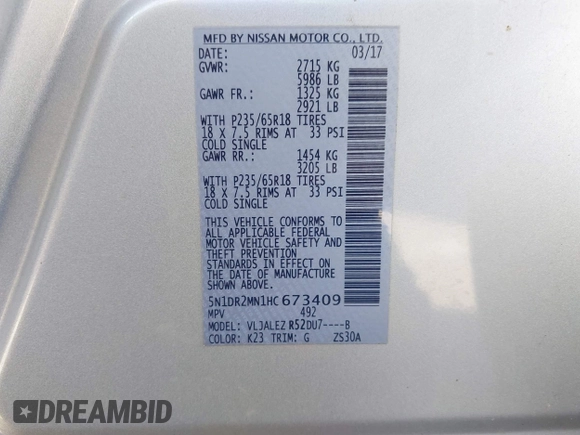 MFD BY NISSAN MOTOR CO., LTD.
DATE: 03/17
GVWR: 2715 KG
5986 LB
GAWR FR.: 1325 KG
2921 LB
WITH P235/65R18 TIRES
18 X 7.5 RIMS AT 33 PSI
COLD SINGLE
GAWR RR.: 1454 KG
3205 LB
WITH P235/65R18 TIRES
18 X 7.5 RIMS AT 33 PSI
COLD SINGLE
THIS VEHICLE CONFORMS TO
ALL APPLICABLE FEDERAL
MOTOR VEHICLE SAFETY AND
THEFT PREVENTION
STANDARDS IN EFFECT ON
THE DATE OF MANUFACTURE
SHOWN ABOVE.
5N1DR2MN1HC673409
MPV 492
MODEL: VLJALEZ R52DU7----B
COLOR: K23 TRIM: G ZS30A
DREAMBID